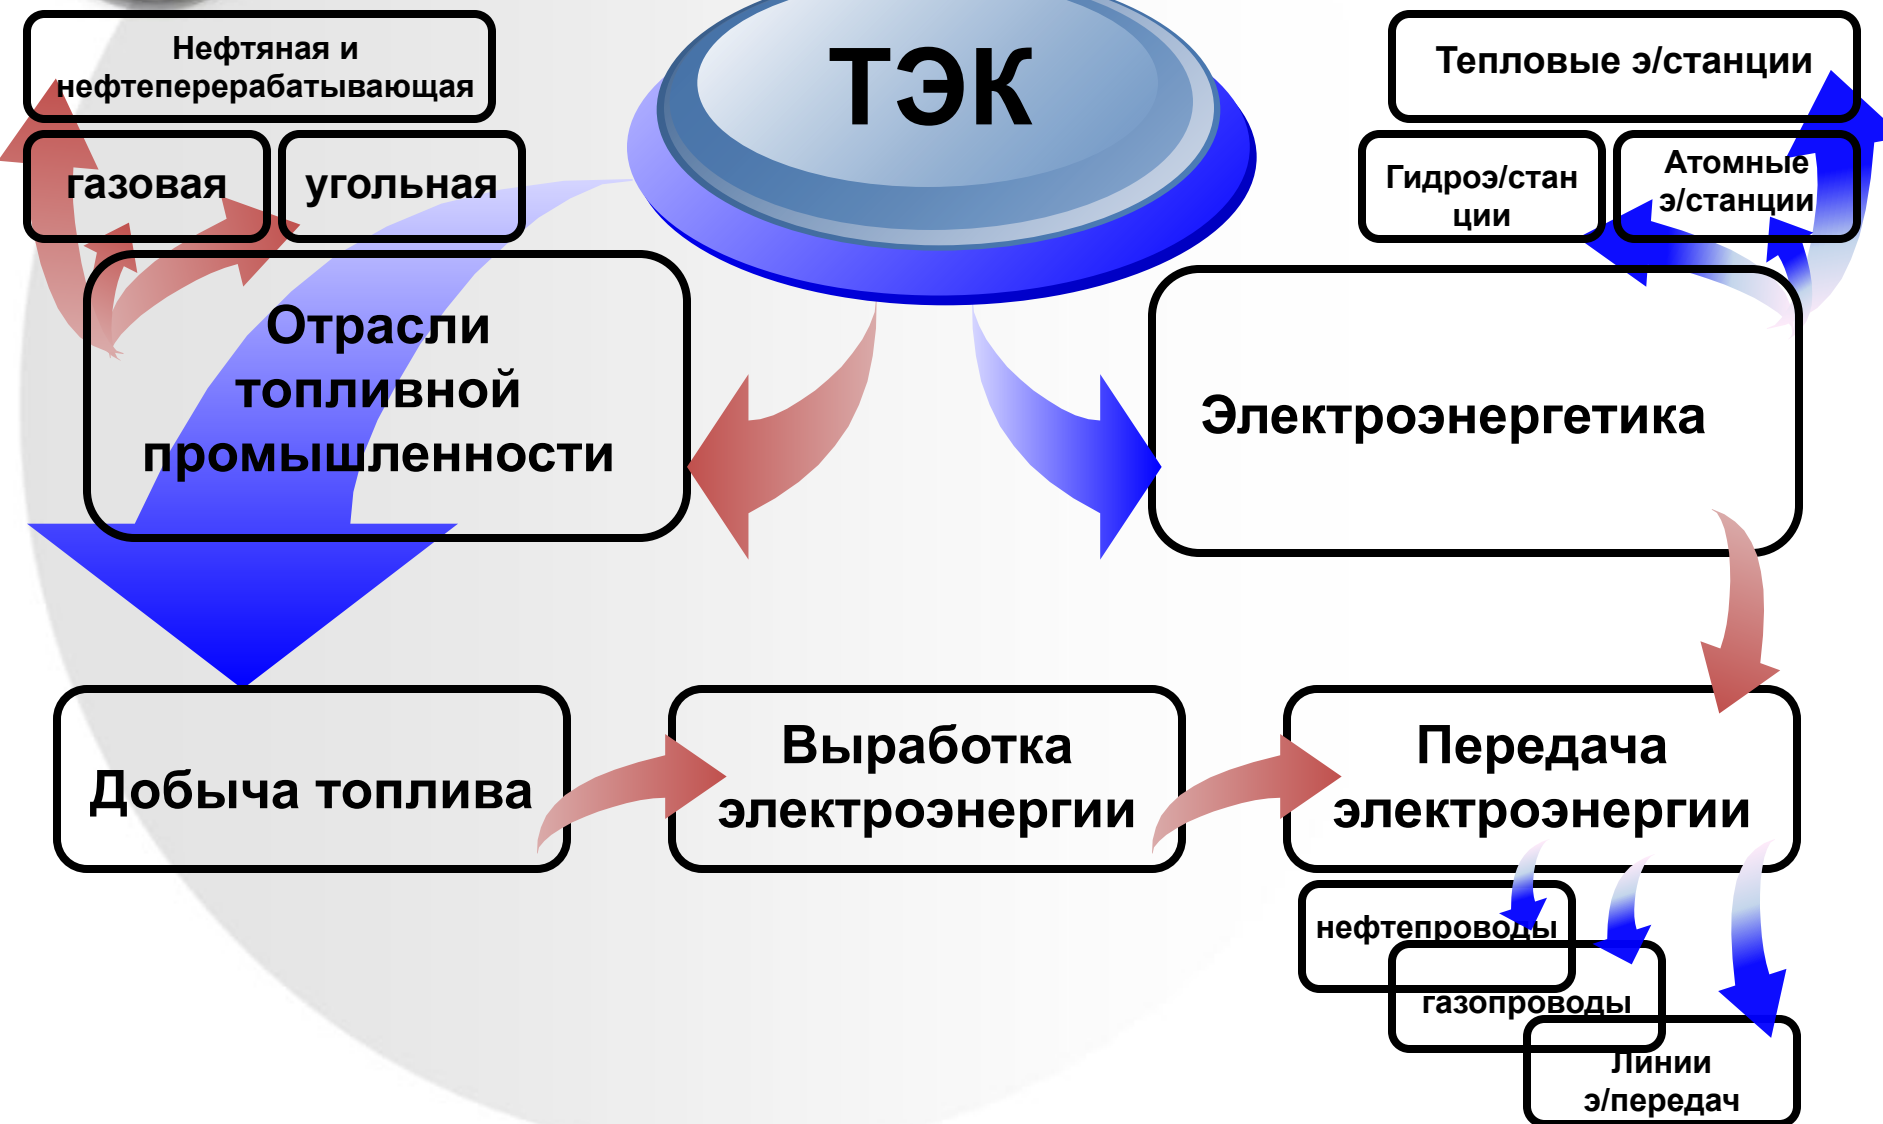 ТЭК
Нефтяная и
нефтеперерабатывающая
газовая
угольная
Тепловые э/станции
Гидроэ/стан
ции
Атомные
э/станции
Отрасли
топливной
промышленности
Электроэнергетика
Добыча топлива
Выработка
электроэнергии
Передача
электроэнергии
нефтепроводы
газопроводы
Линии
э/передач